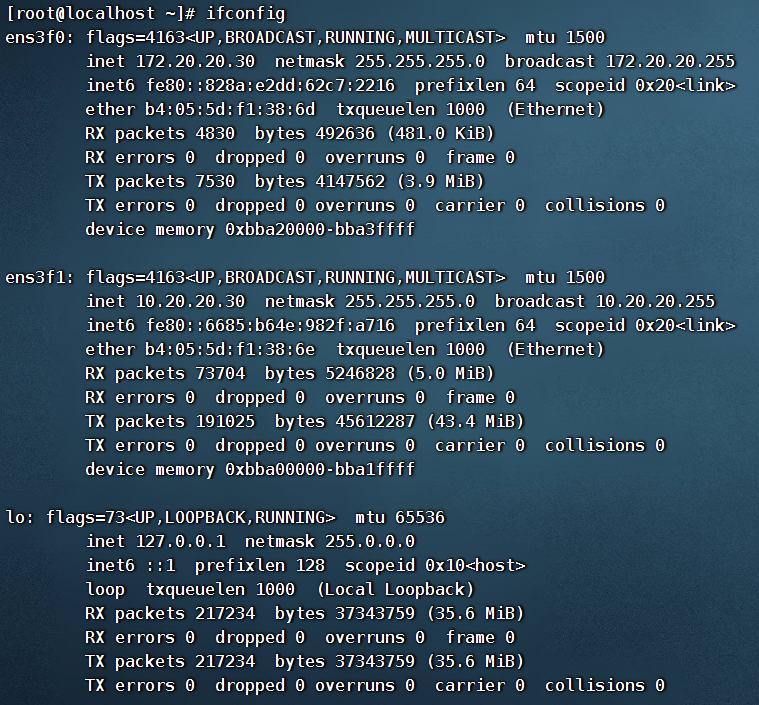 [root@localhost ~]# ifconfig
ens3f0: flags=4163<UP,BROADCAST,RUNNING,MULTICAST>  mtu 1500
        inet 172.20.20.30  netmask 255.255.255.0  broadcast 172.20.20.255
        inet6 fe80::828a:e2dd:62c7:2216  prefixlen 64  scopeid 0x20<link>
        ether b4:05:5d:f1:38:6d  txqueuelen 1000  (Ethernet)
        RX packets 4830  bytes 492636 (481.0 KiB)
        RX errors 0  dropped 0  overruns 0  frame 0
        TX packets 7530  bytes 4147562 (3.9 MiB)
        TX errors 0  dropped 0 overruns 0  carrier 0  collisions 0
        device memory 0xbba20000-bba3ffff

ens3f1: flags=4163<UP,BROADCAST,RUNNING,MULTICAST>  mtu 1500
        inet 10.20.20.30  netmask 255.255.255.0  broadcast 10.20.20.255
        inet6 fe80::6685:b64e:982f:a716  prefixlen 64  scopeid 0x20<link>
        ether b4:05:5d:f1:38:6e  txqueuelen 1000  (Ethernet)
        RX packets 73704  bytes 5246828 (5.0 MiB)
        RX errors 0  dropped 0  overruns 0  frame 0
        TX packets 191025  bytes 45612287 (43.4 MiB)
        TX errors 0  dropped 0 overruns 0  carrier 0  collisions 0
        device memory 0xbba00000-bba1ffff

lo: flags=73<UP,LOOPBACK,RUNNING>  mtu 65536
        inet 127.0.0.1  netmask 255.0.0.0
        inet6 ::1  prefixlen 128  scopeid 0x10<host>
        loop  txqueuelen 1000  (Local Loopback)
        RX packets 217234  bytes 37343759 (35.6 MiB)
        RX errors 0  dropped 0  overruns 0  frame 0
        TX packets 217234  bytes 37343759 (35.6 MiB)
        TX errors 0  dropped 0 overruns 0  carrier 0  collisions 0